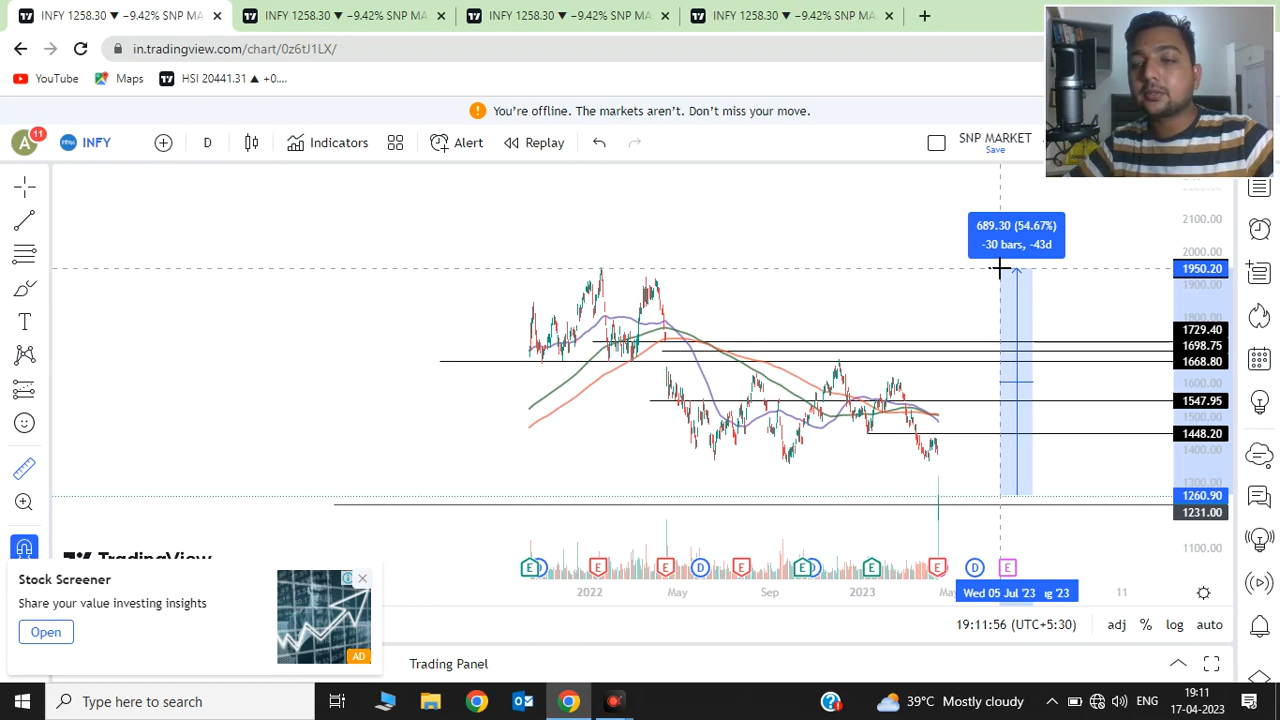 INFY 1258.30 ▼ −9.42% SNP MA
INFY 1258.30 ▼ −9.42% SNP MA
INFY 1258.30 ▼ −9.42% SNP MA
INFY 1258.30 ▼ −9.42% SNP MA
in.tradingview.com/chart/0z6tJ1LX/
YouTube
Maps
HSI 20441.31 ▲ +0....
You're offline. The markets aren't. Don't miss your move.
A
11
INFY
D
Indicators
Alert
Replay
SNP MARKET
Save
2100.00
2000.00
1950.20
1900.00
1800.00
1729.40
1698.75
1668.80
1600.00
1547.95
1500.00
1448.20
1400.00
1300.00
1260.90
1231.00
1100.00
689.30 (54.67%)
-30 bars, -43d
TradingView
E D E E D E E D E E D E
2022
May
Sep
2023
Wed 05 Jul '23
ug '23
11
Stock Screener
Share your value investing insights
Open
AD
19:11:56 (UTC+5:30)
adj
%
log
auto
Trading Panel
Type here to search
39°C Mostly cloudy
ENG
19:11
17-04-2023